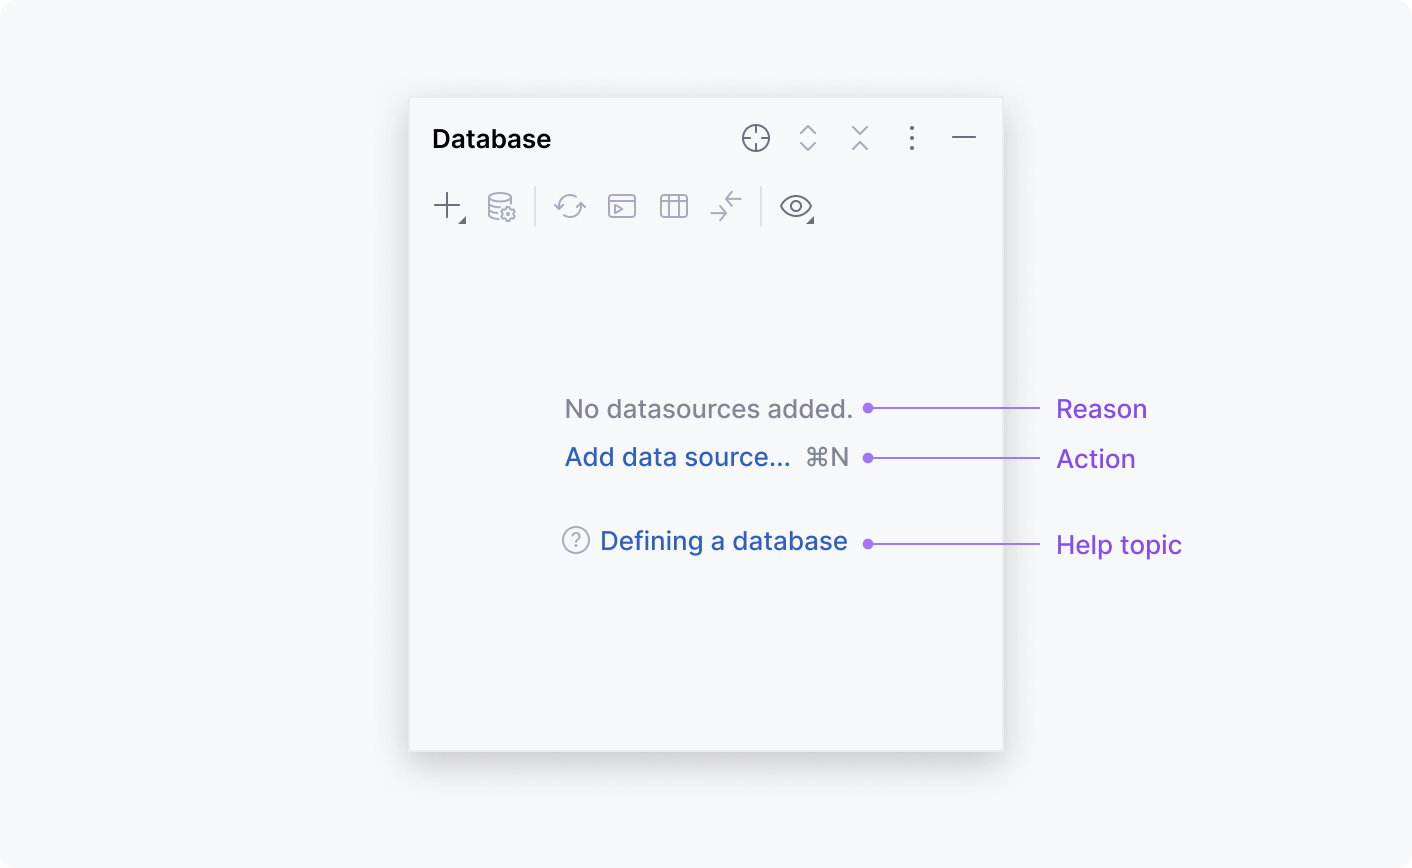 Database
No datasources added.
Reason
Add data source... ⌘N
Action
? Defining a database
Help topic